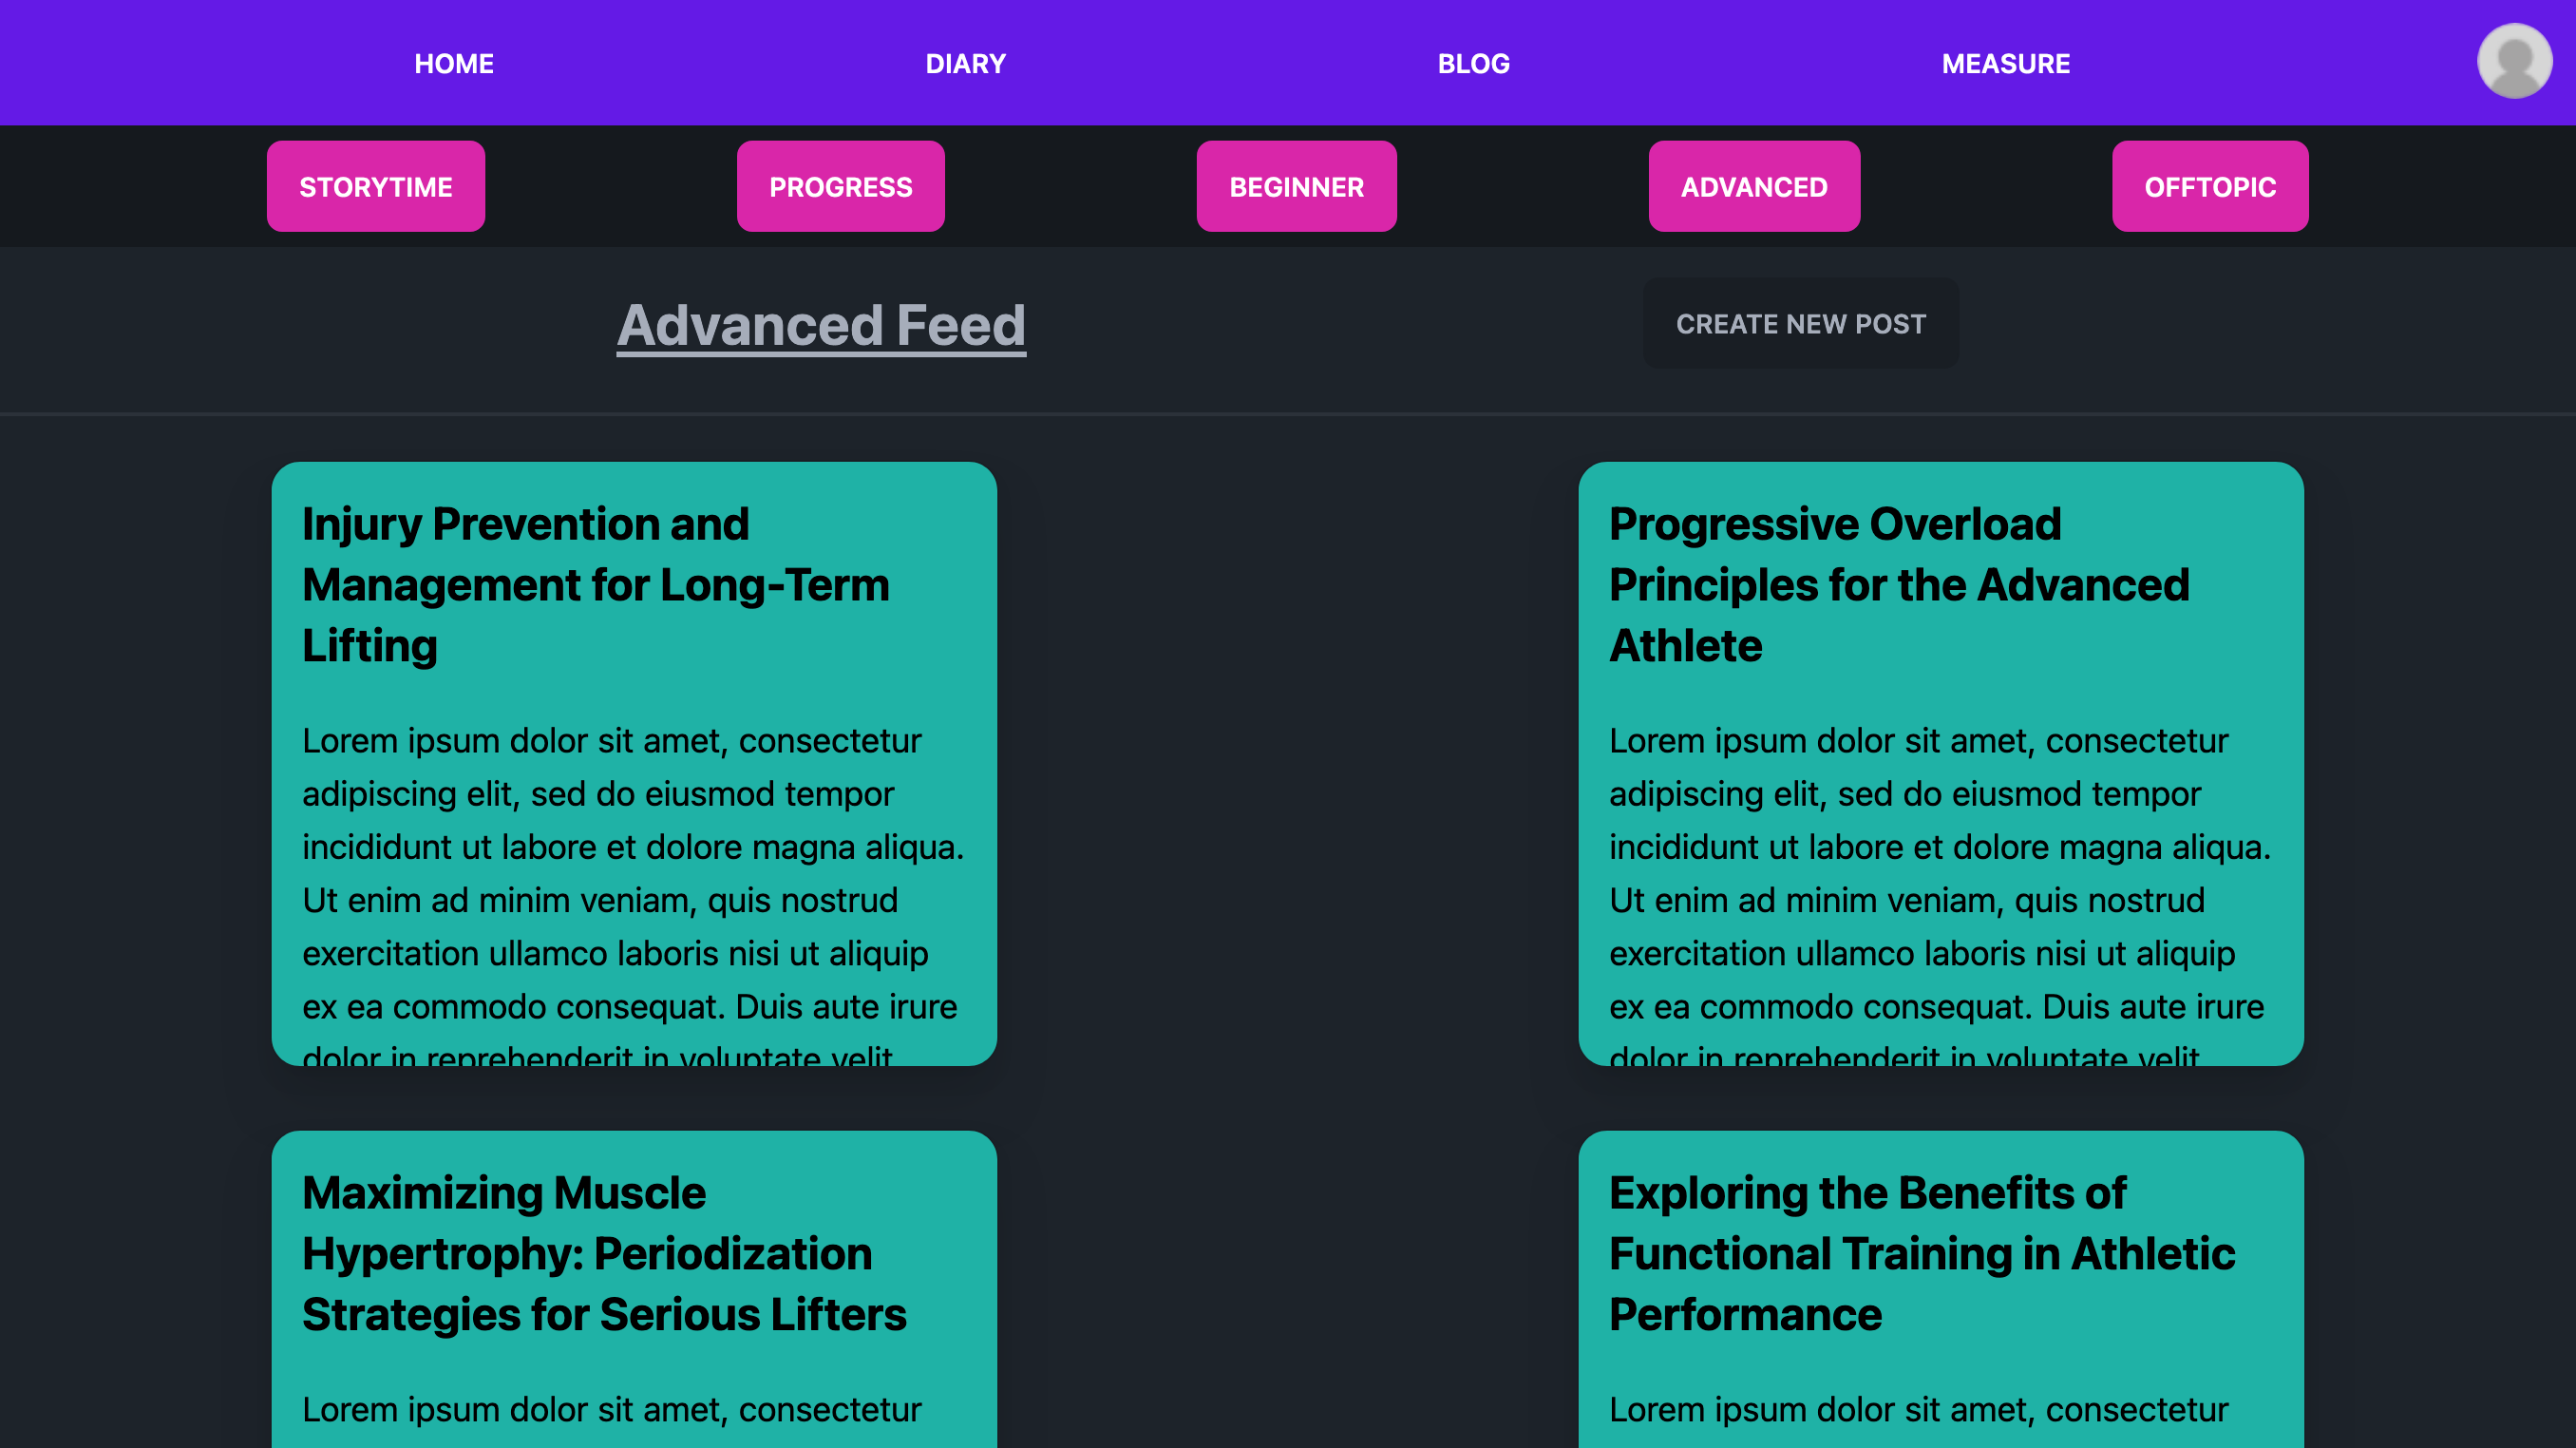 HOME DIARY BLOG MEASURE
STORYTIME PROGRESS BEGINNER ADVANCED OFFTOPIC
Advanced Feed
CREATE NEW POST
Injury Prevention and
Management for Long-Term
Lifting
Lorem ipsum dolor sit amet, consectetur
adipiscing elit, sed do eiusmod tempor
incididunt ut labore et dolore magna aliqua.
Ut enim ad minim veniam, quis nostrud
exercitation ullamco laboris nisi ut aliquip
ex ea commodo consequat. Duis aute irure
dolor in reprehenderit in voluptate velit
Progressive Overload
Principles for the Advanced
Athlete
Lorem ipsum dolor sit amet, consectetur
adipiscing elit, sed do eiusmod tempor
incididunt ut labore et dolore magna aliqua.
Ut enim ad minim veniam, quis nostrud
exercitation ullamco laboris nisi ut aliquip
ex ea commodo consequat. Duis aute irure
dolor in reprehenderit in voluptate velit
Maximizing Muscle
Hypertrophy: Periodization
Strategies for Serious Lifters
Lorem ipsum dolor sit amet, consectetur
Exploring the Benefits of
Functional Training in Athletic
Performance
Lorem ipsum dolor sit amet, consectetur